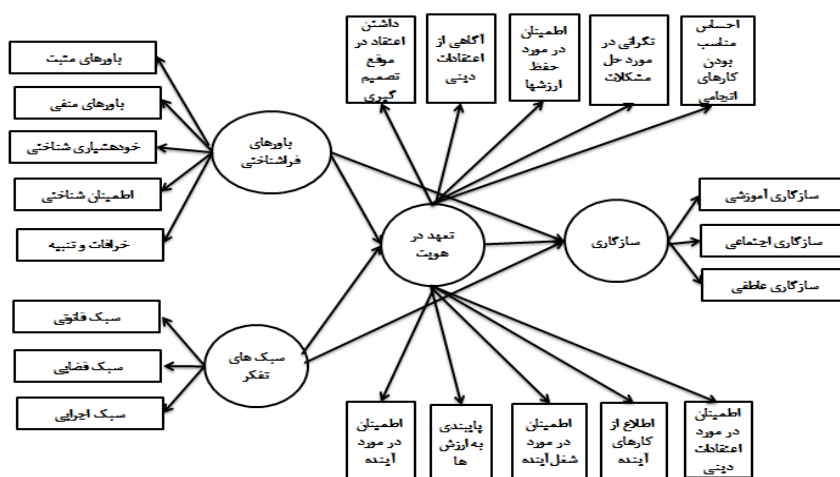 داشتن
اعتقاد در
موقع
تصمیم
گیری
آگاهی از
اعتقادات
دینی
اطمینان
در مورد
حفظ
ارزشها
نگرانی در
مورد حل
مشکلات
احساس
مناسب
بودن
کارهای
انجامی
باورهای مثبت
باورهای منفی
خودهشیاری شناختی
اطمینان شناختی
خرافات و تنبیه
باورهای
فراشناختی
تعهد در
هویت
سازگاری
سازگاری آموزشی
سازگاری اجتماعی
سازگاری عاطفی
سبک قانونی
سبک قضایی
سبک اجرایی
سبک های
تفکر
اطمینان
در مورد
آینده
پایبندی
به ارزش
ها
اطمینان
در مورد
شغل آینده
اطلاع از
کارهای
آینده
اطمینان
در مورد
اعتقادات
دینی